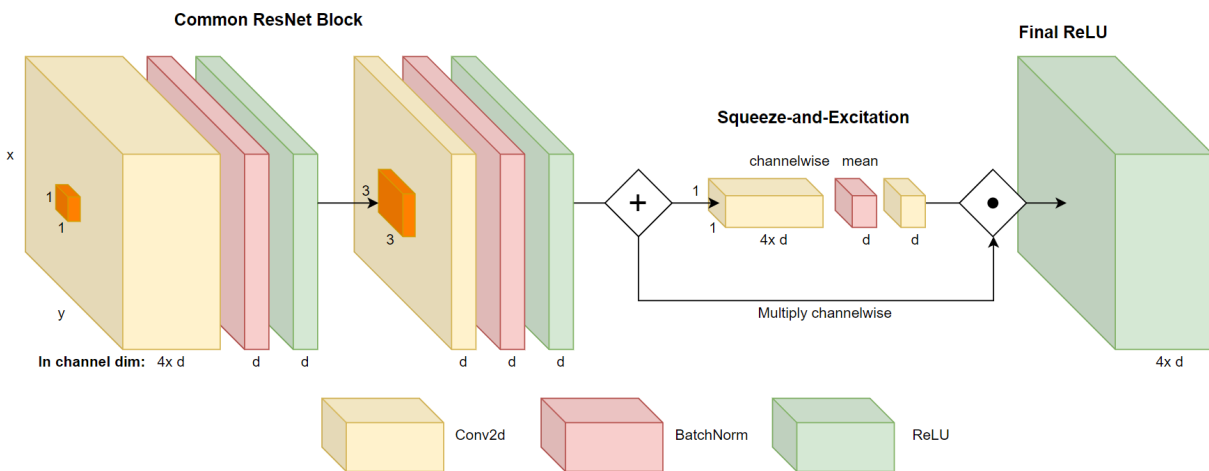 Common ResNet Block
Final ReLU
Squeeze-and-Excitation
x
1
1
y
3
3
channelwise mean
1
1
4x d
d
d
Multiply channelwise
In channel dim: 4x d d d d d d
4x d
Conv2d
BatchNorm
ReLU